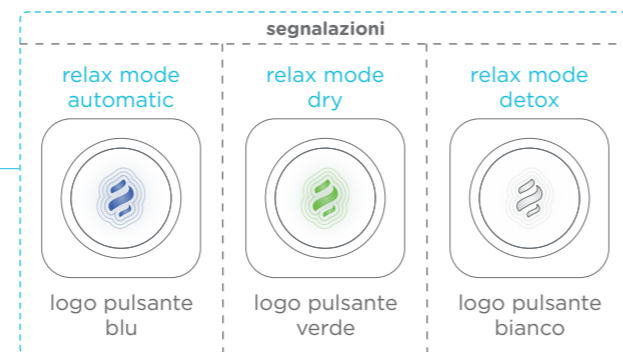 segnalazioni
relax mode
automatic
relax mode
dry
relax mode
detox
logo pulsante
blu
logo pulsante
verde
logo pulsante
bianco